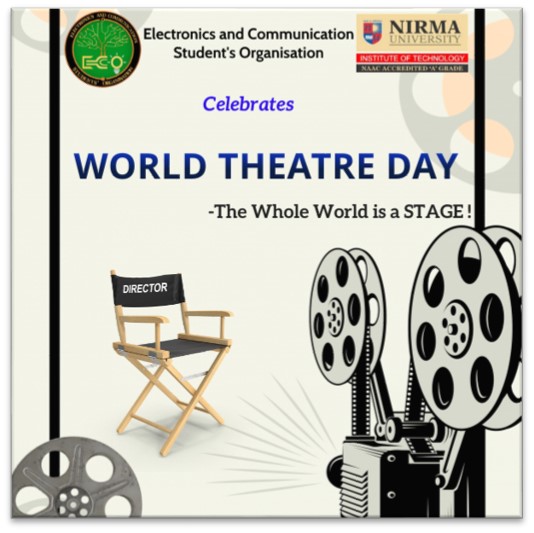 Electronics and Communication
Student's Organisation
NIRMA
UNIVERSITY
INSTITUTE OF TECHNOLOGY
NAAC ACCREDITED 'A' GRADE
Celebrates
WORLD THEATRE DAY
-The Whole World is a STAGE !
DIRECTOR